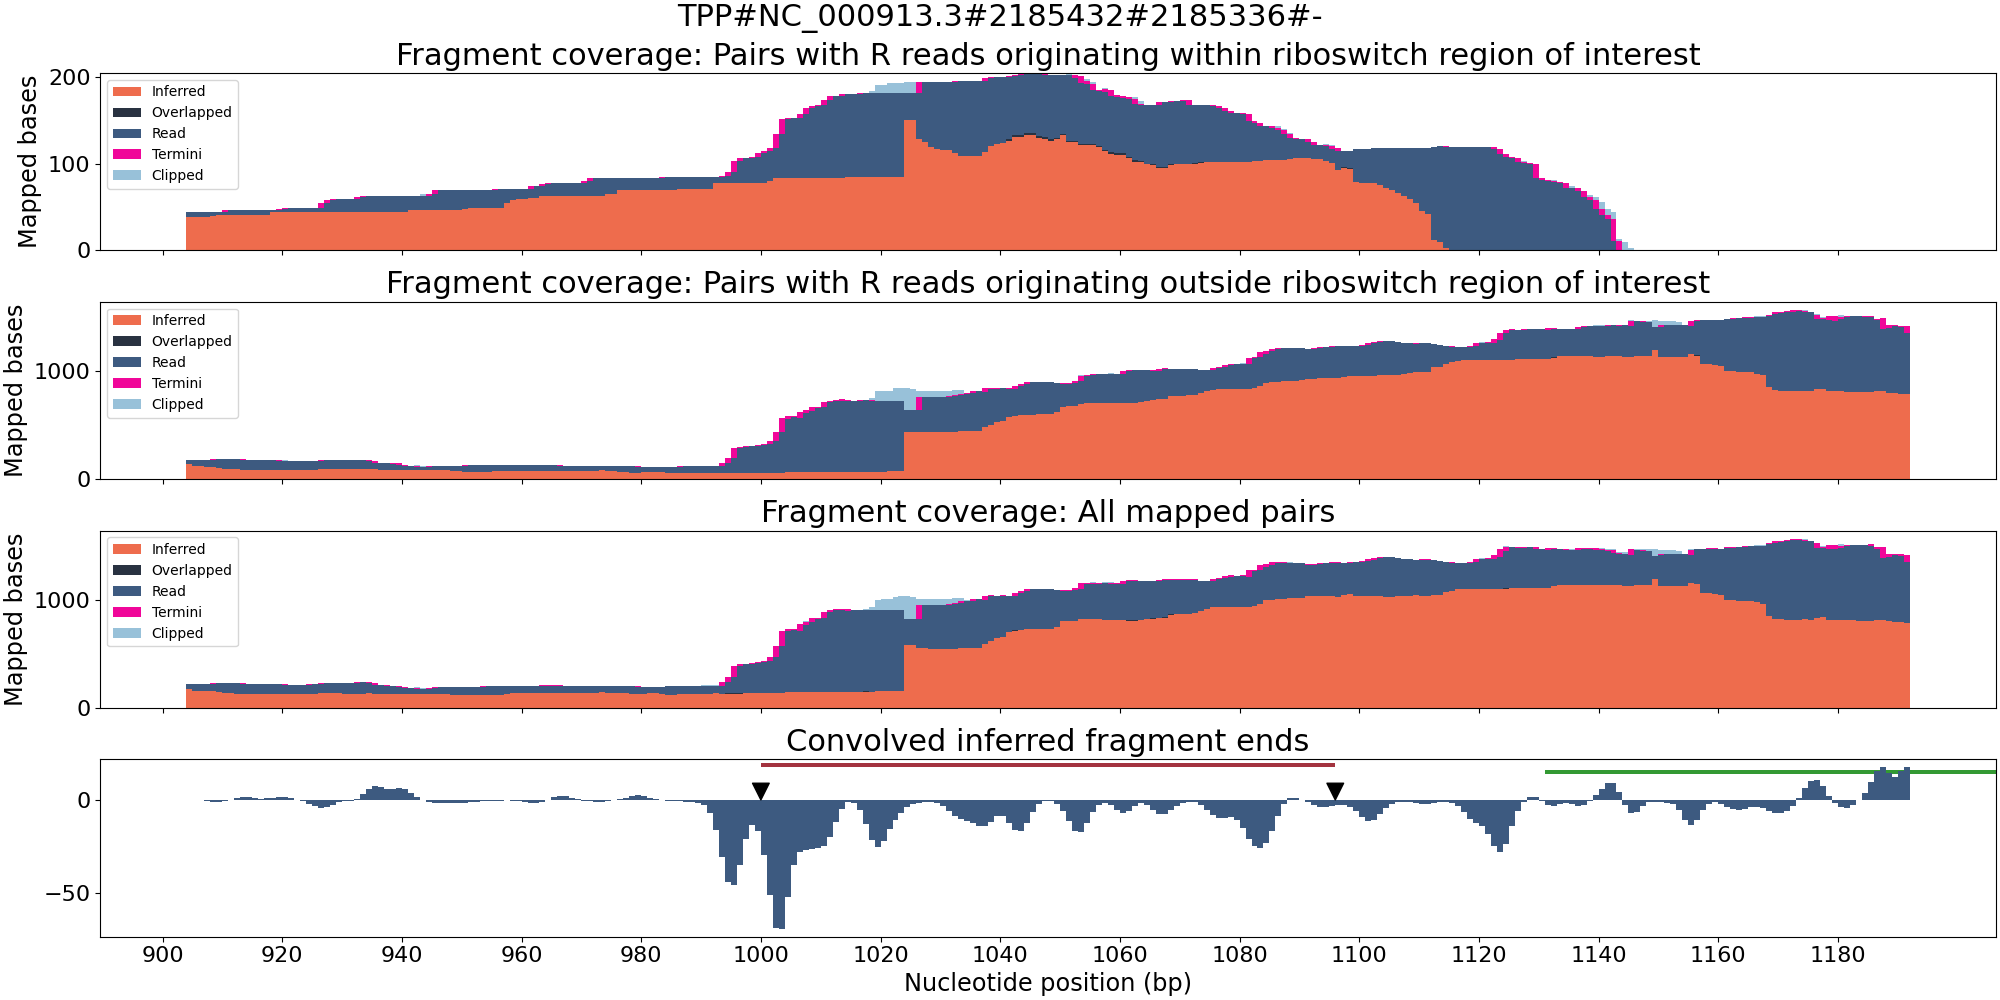 TPP#NC_000913.3#2185432#2185336#-
Fragment coverage: Pairs with R reads originating within riboswitch region of interest
Mapped bases
200
100
0
Inferred
Overlapped
Read
Termini
Clipped
Fragment coverage: Pairs with R reads originating outside riboswitch region of interest
Mapped bases
1000
0
Inferred
Overlapped
Read
Termini
Clipped
Fragment coverage: All mapped pairs
Mapped bases
1000
0
Inferred
Overlapped
Read
Termini
Clipped
Convolved inferred fragment ends
0
−50
900 920 940 960 980 1000 1020 1040 1060 1080 1100 1120 1140 1160 1180
Nucleotide position (bp)